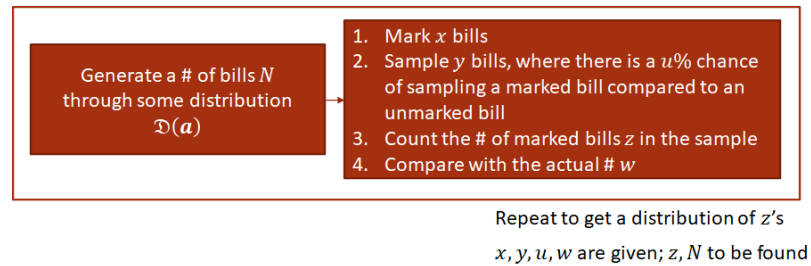 Generate a # of bills N
through some distribution
𝔇(a)
1. Mark x bills
2. Sample y bills, where there is a u% chance
of sampling a marked bill compared to an
unmarked bill
3. Count the # of marked bills z in the sample
4. Compare with the actual # w
Repeat to get a distribution of z's
x, y, u, w are given; z, N to be found